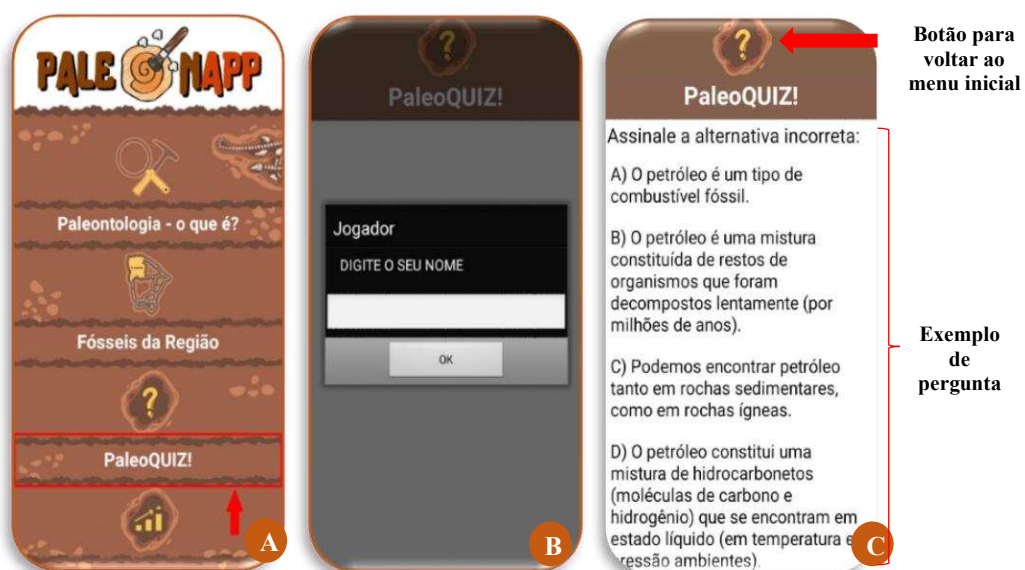 PALE NAPP
Paleontologia - o que é?
Fósseis da Região
?
PaleoQUIZ!
A
?
PaleoQUIZ!
Jogador
DIGITE O SEU NOME
OK
B
?
PaleoQUIZ!
Assinale a alternativa incorreta:
A) O petróleo é um tipo de
combustível fóssil.
B) O petróleo é uma mistura
constituída de restos de
organismos que foram
decompostos lentamente (por
milhões de anos).
C) Podemos encontrar petróleo
tanto em rochas sedimentares,
como em rochas ígneas.
D) O petróleo constitui uma
mistura de hidrocarbonetos
(moléculas de carbono e
hidrogênio) que se encontram em
estado líquido (em temperatura e
pressão ambientes).
C
Botão para
voltar ao
menu inicial
Exemplo
de
pergunta